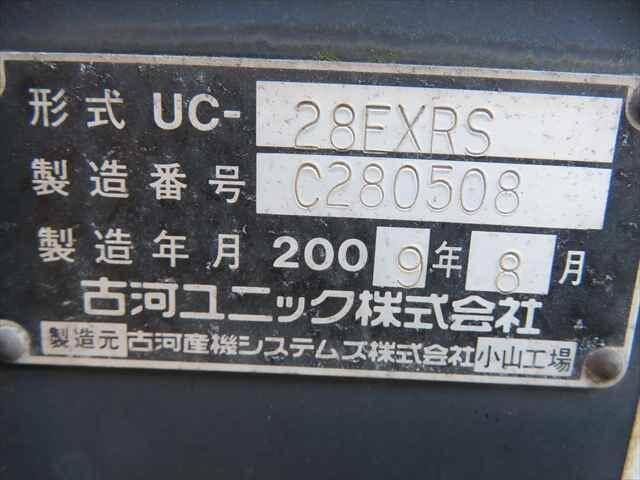 形式 UC-28EXRS
製造番号 C280508
製造年月 2009年8月
古河ユニック株式会社
製造元 古河産機システムズ株式会社 小山工場